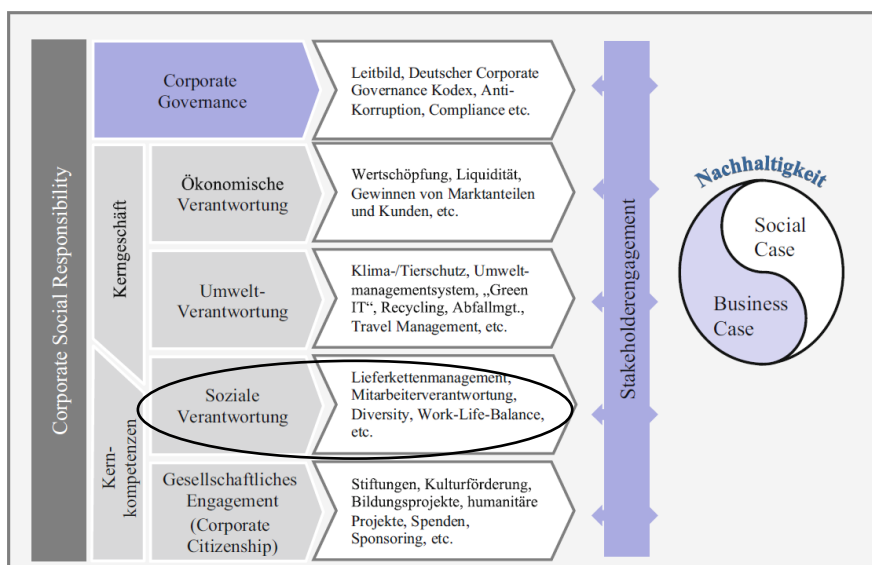 Corporate Social Responsibility
Corporate
Governance
Leitbild, Deutscher Corporate
Governance Kodex, Anti-
Korruption, Compliance etc.
Kerngeschäft
Ökonomische
Verantwortung
Wertschöpfung, Liquidität,
Gewinnen von Marktanteilen
und Kunden, etc.
Umwelt-
Verantwortung
Klima-/Tierschutz, Umwelt-
managementsystem, „Green
IT“, Recycling, Abfallmgt.,
Travel Management, etc.
Kern-
kompetenzen
Soziale
Verantwortung
Lieferkettenmanagement,
Mitarbeiterverantwortung,
Diversity, Work-Life-Balance,
etc.
Gesellschaftliches
Engagement
(Corporate
Citizenship)
Stiftungen, Kulturförderung,
Bildungsprojekte, humanitäre
Projekte, Spenden,
Sponsoring, etc.
Stakeholderengagement
Nachhaltigkeit
Social
Case
Business
Case